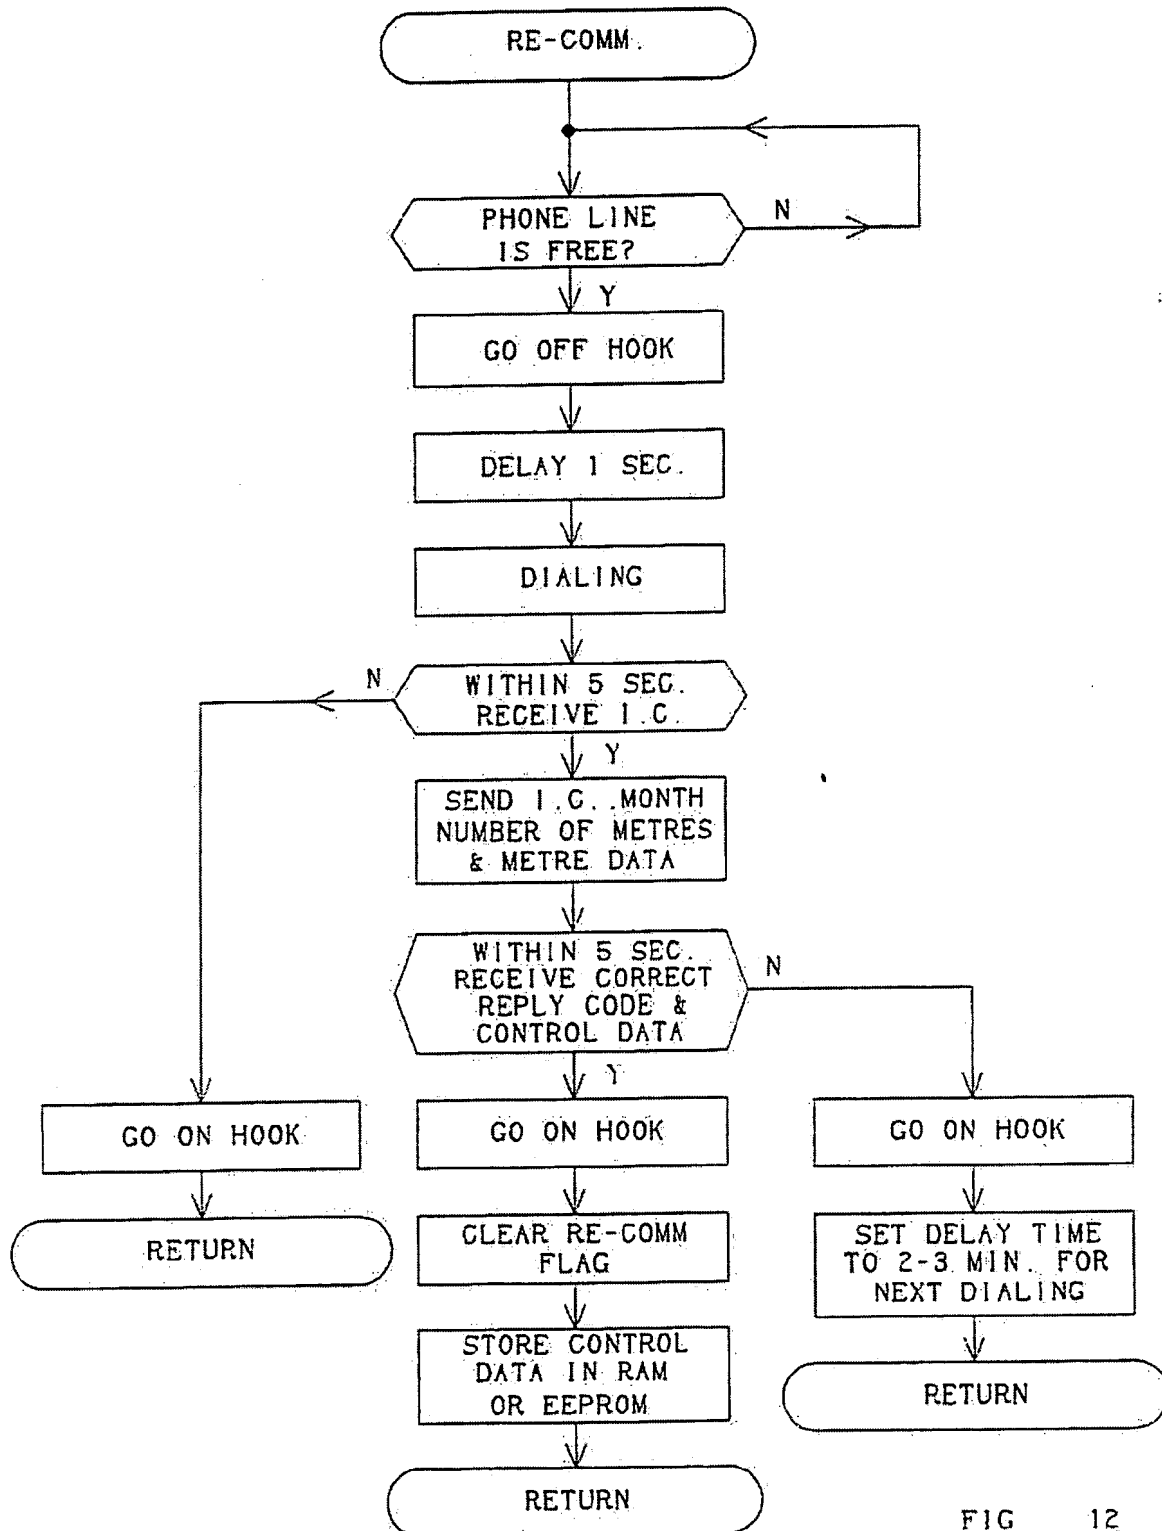 RE-COMM.
PHONE LINE
IS FREE?
N
Y
GO OFF HOOK
DELAY 1 SEC.
DIALING
N
WITHIN 5 SEC.
RECEIVE I.C.
Y
SEND I.C..MONTH
NUMBER OF METRES
& METRE DATA
WITHIN 5 SEC.
RECEIVE CORRECT
REPLY CODE &
CONTROL DATA
N
Y
GO ON HOOK
GO ON HOOK
GO ON HOOK
RETURN
CLEAR RE-COMM
FLAG
SET DELAY TIME
TO 2-3 MIN. FOR
NEXT DIALING
STORE CONTROL
DATA IN RAM
OR EEPROM
RETURN
RETURN
FIG 12